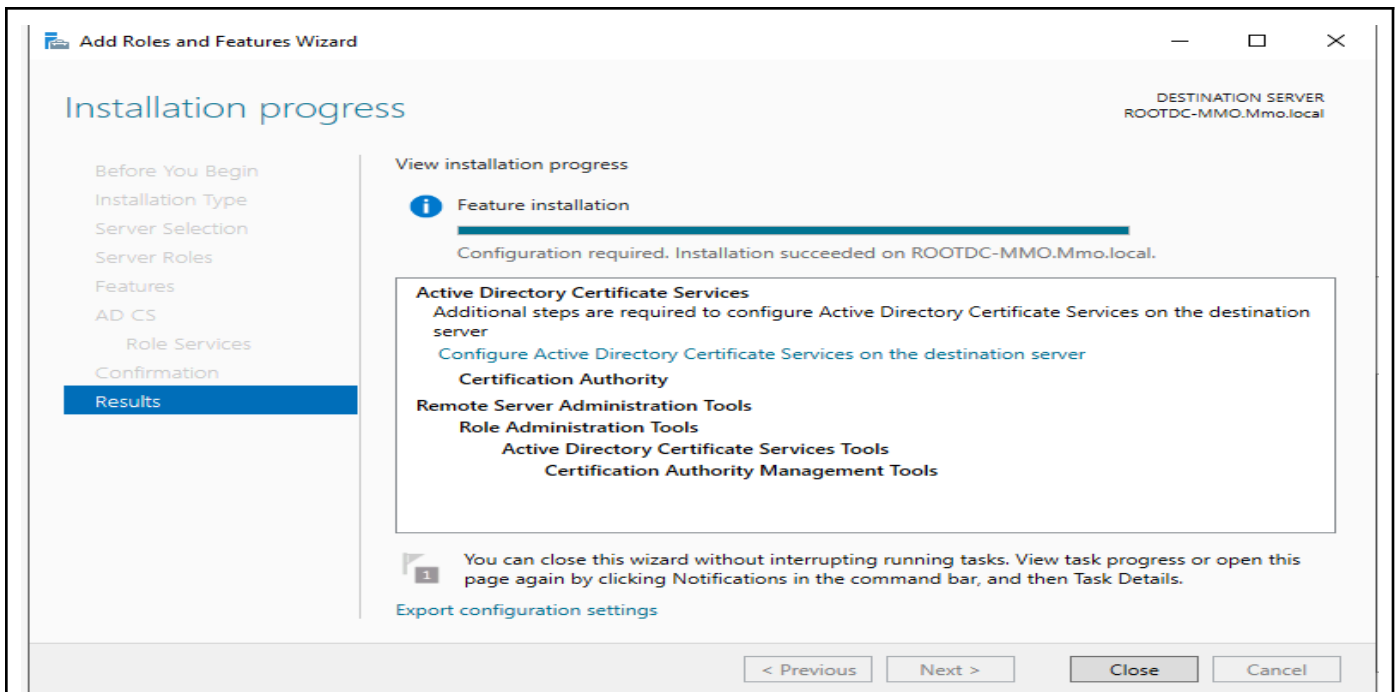 Add Roles and Features Wizard
Installation progress
DESTINATION SERVER
ROOTDC-MMO.Mmo.local
Before You Begin
Installation Type
Server Selection
Server Roles
Features
AD CS
Role Services
Confirmation
Results
View installation progress
Feature installation
Configuration required. Installation succeeded on ROOTDC-MMO.Mmo.local.
Active Directory Certificate Services
Additional steps are required to configure Active Directory Certificate Services on the destination
server
Configure Active Directory Certificate Services on the destination server
Certification Authority
Remote Server Administration Tools
Role Administration Tools
Active Directory Certificate Services Tools
Certification Authority Management Tools
1
You can close this wizard without interrupting running tasks. View task progress or open this
page again by clicking Notifications in the command bar, and then Task Details.
Export configuration settings
< Previous
Next >
Close
Cancel